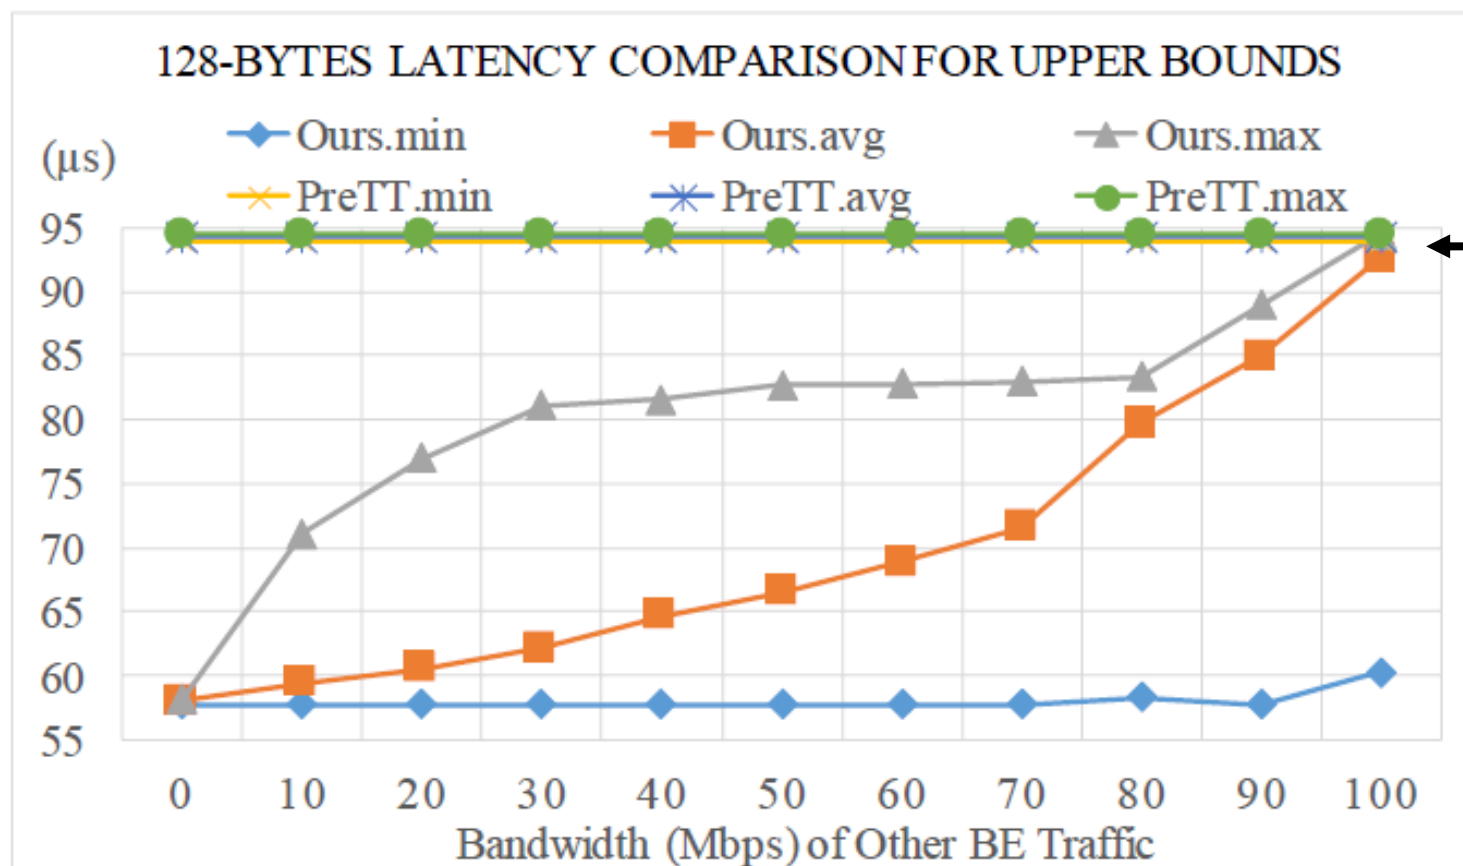 128-BYTES LATENCY COMPARISON FOR UPPER BOUNDS
Ours.min Ours.avg Ours.max
(µs)
PreTT.min PreTT.avg PreTT.max
95
90
85
80
75
70
65
60
55
0 10 20 30 40 50 60 70 80 90 100
Bandwidth (Mbps) of Other BE Traffic